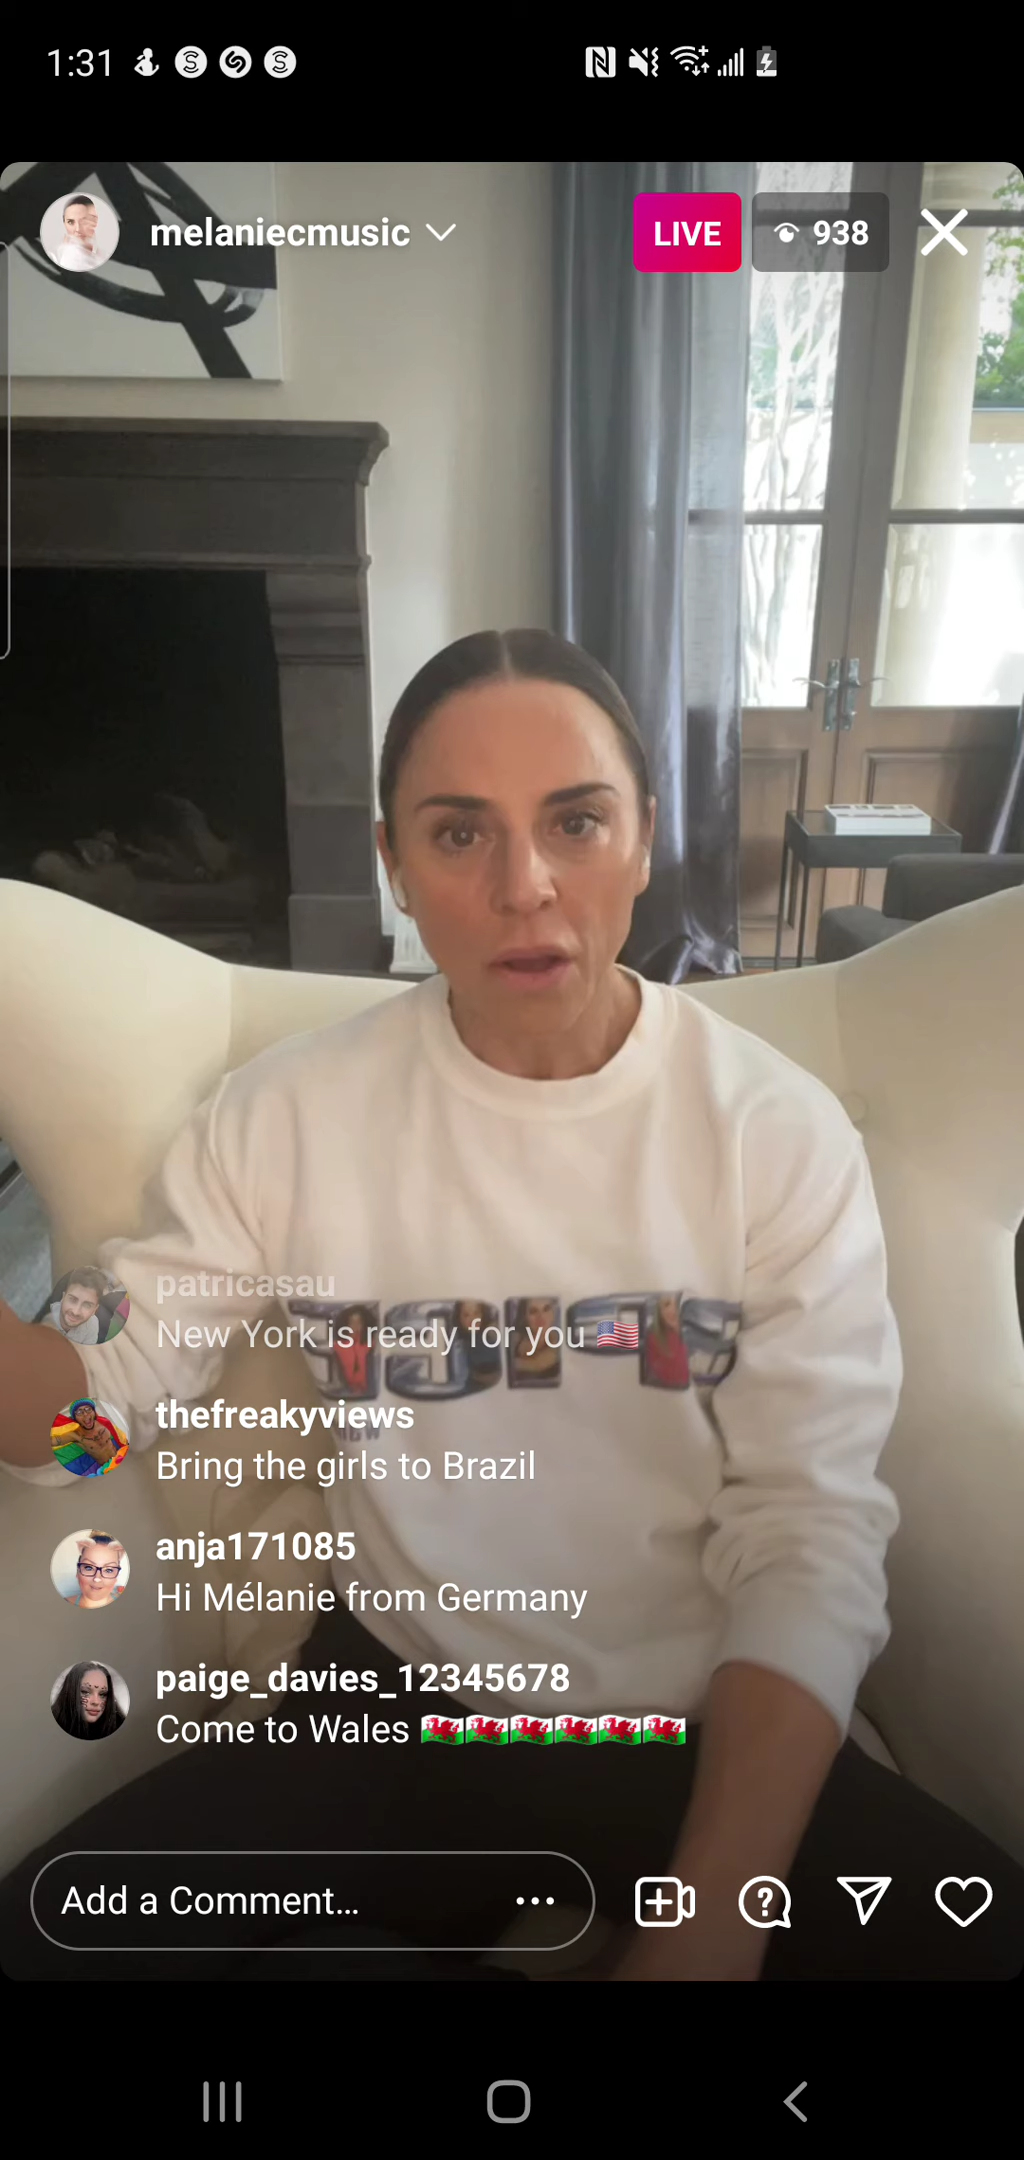 1:31
melaniecmusic
LIVE
938
SPICE
patricasau
New York is ready for you 🇺🇸
thefreakyviews
Bring the girls to Brazil
anja171085
Hi Mélanie from Germany
paige_davies_12345678
Come to Wales 🏴󠁧󠁢󠁷󠁬󠁳󠁿🏴󠁧󠁢󠁷󠁬󠁳󠁿🏴󠁧󠁢󠁷󠁬󠁳󠁿🏴󠁧󠁢󠁷󠁬󠁳󠁿🏴󠁧󠁢󠁷󠁬󠁳󠁿🏴󠁧󠁢󠁷󠁬󠁳󠁿
Add a Comment...